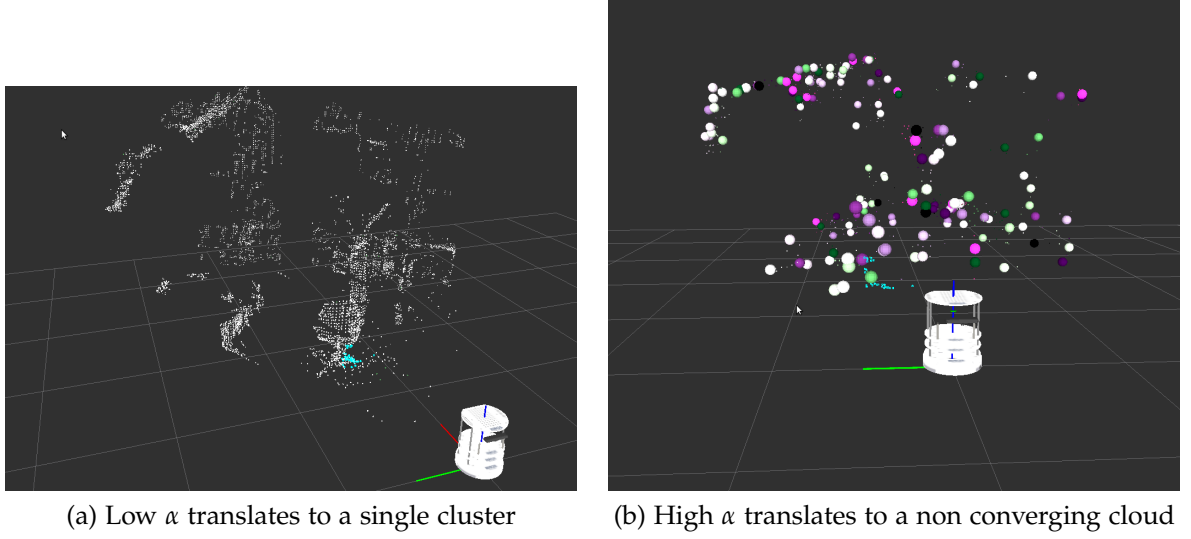 (a) Low α translates to a single cluster
(b) High α translates to a non converging cloud